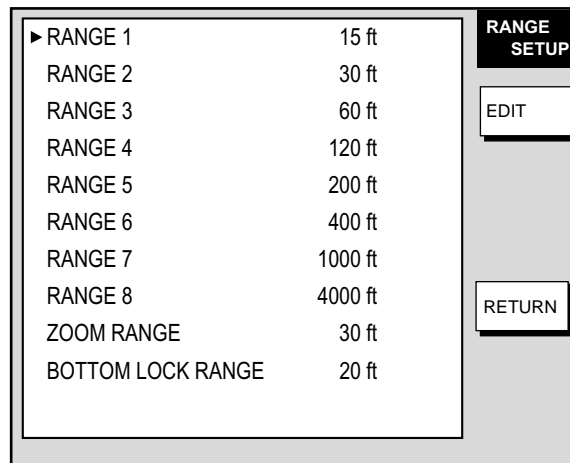 RANGE SETUP
▶RANGE 1 15 ft
RANGE 2 30 ft
RANGE 3 60 ft
RANGE 4 120 ft
RANGE 5 200 ft
RANGE 6 400 ft
RANGE 7 1000 ft
RANGE 8 4000 ft
ZOOM RANGE 30 ft
BOTTOM LOCK RANGE 20 ft
EDIT
RETURN